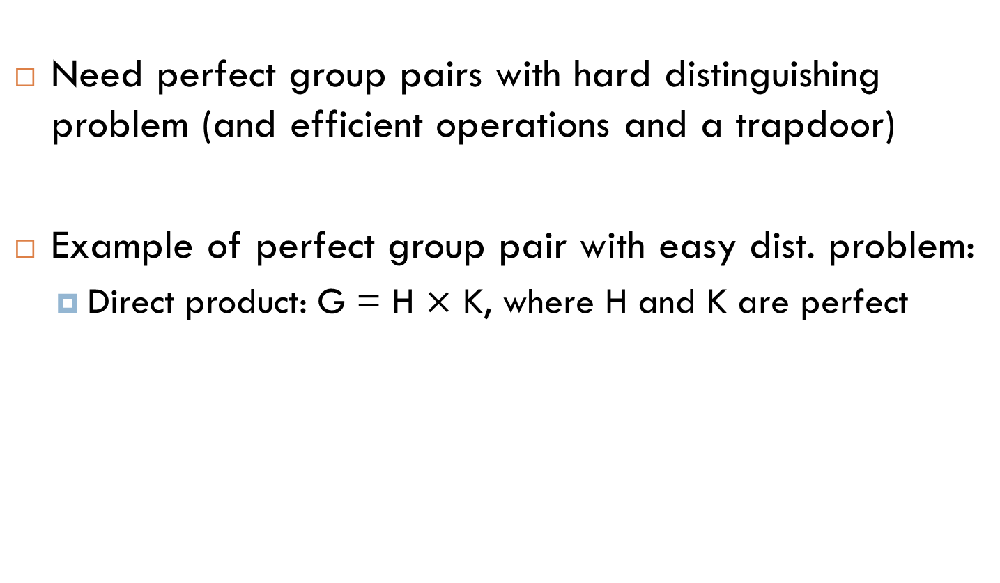 Need perfect group pairs with hard distinguishing
problem (and efficient operations and a trapdoor)
Example of perfect group pair with easy dist. problem:
Direct product: G = H × K, where H and K are perfect